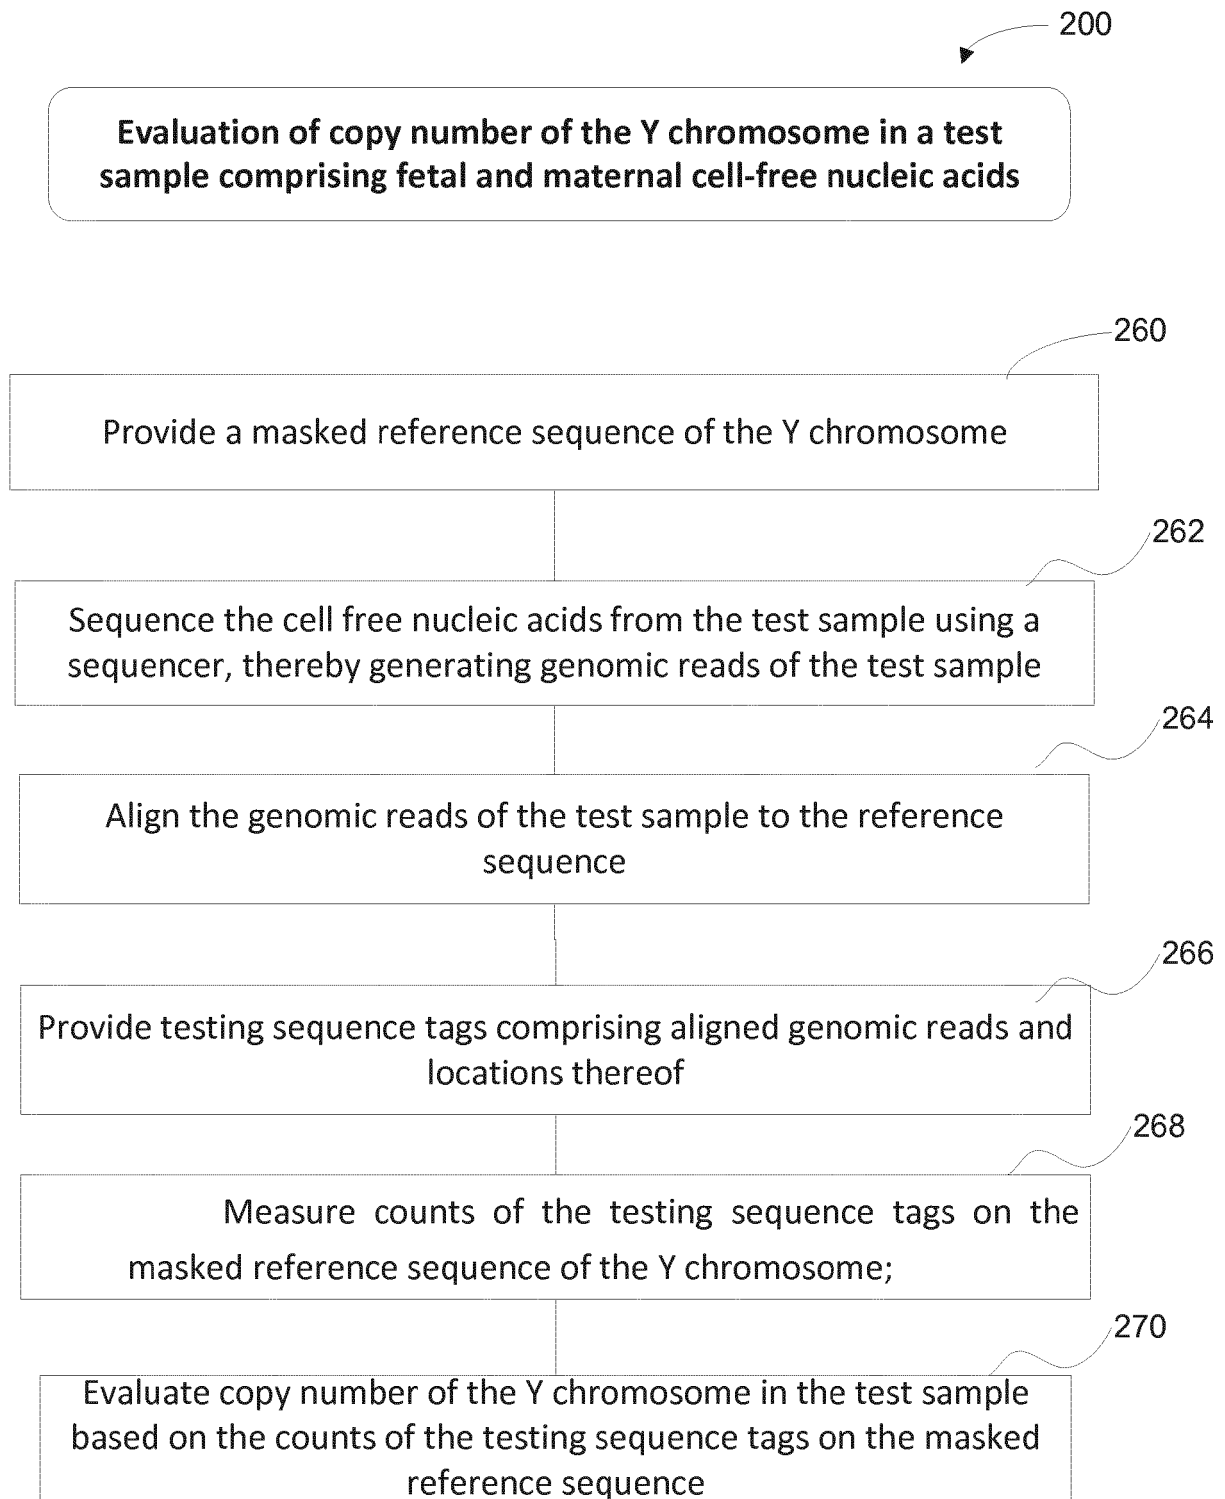 200
Evaluation of copy number of the Y chromosome in a test
sample comprising fetal and maternal cell-free nucleic acids
260
Provide a masked reference sequence of the Y chromosome
262
Sequence the cell free nucleic acids from the test sample using a
sequencer, thereby generating genomic reads of the test sample
264
Align the genomic reads of the test sample to the reference
sequence
266
Provide testing sequence tags comprising aligned genomic reads and
locations thereof
268
Measure counts of the testing sequence tags on the
masked reference sequence of the Y chromosome;
270
Evaluate copy number of the Y chromosome in the test sample
based on the counts of the testing sequence tags on the masked
reference sequence